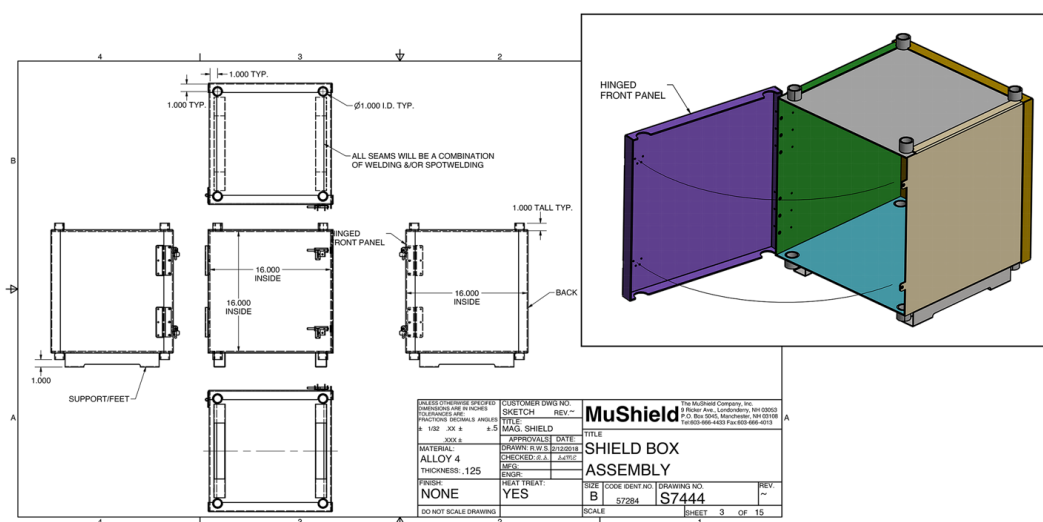 4
3
2
1.000 TYP.
1.000 TYP.
Ø1.000 I.D. TYP.
ALL SEAMS WILL BE A COMBINATION
OF WELDING &/OR SPOTWELDING
B
HINGED
FRONT PANEL
1.000 TALL TYP.
HINGED
FRONT PANEL
16.000
INSIDE
16.000
INSIDE
16.000
INSIDE
BACK
1.000
SUPPORT/FEET
A
A
UNLESS OTHERWISE SPECIFED
DIMENSIONS ARE IN INCHES
TOLERANCES ARE:
FRACTIONS DECIMALS ANGLES
± 1/32 .XX ± ±.5
.XXX ±
MATERIAL:
ALLOY 4
THICKNESS: .125
FINISH:
NONE
DO NOT SCALE DRAWING
CUSTOMER DWG NO.
SKETCH REV.~
TITLE:
MAG. SHIELD
APPROVALS DATE:
DRAWN: R.W.S. 2/12/2018
CHECKED:
MFG:
ENGR:
HEAT TREAT:
YES
MuShield
The MuShield Company, Inc.
9 Ricker Ave., Londonderry, NH 03053
P.O. Box 5045, Manchester, NH 03108
Tel:603-666-4433 Fax:603-666-4013
TITLE
SHIELD BOX
ASSEMBLY
SIZE
B
CODE IDENT.NO.
57284
DRAWING NO.
S7444
REV.
~
SCALE
SHEET 3 OF 15
4
3
1